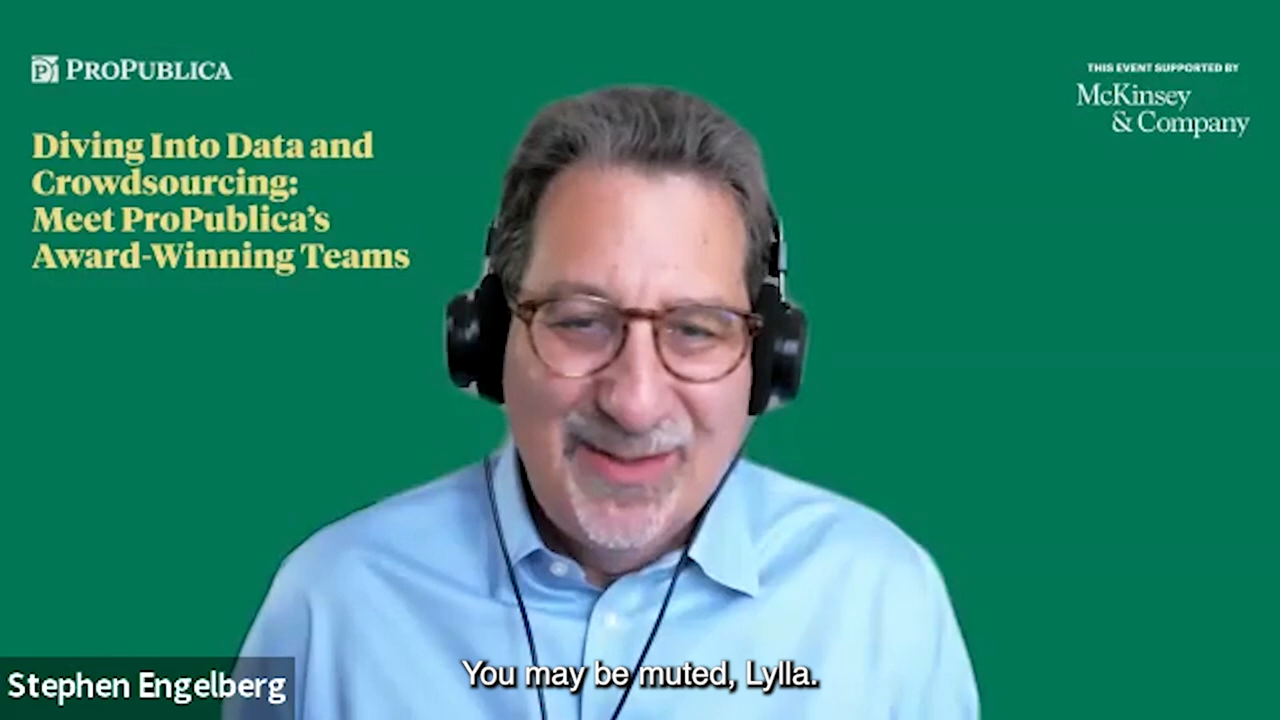 PROPUBLICA
THIS EVENT SUPPORTED BY
McKinsey
& Company
Diving Into Data and
Crowdsourcing:
Meet ProPublica's
Award-Winning Teams
Stephen Engelberg
You may be muted, Lylla.